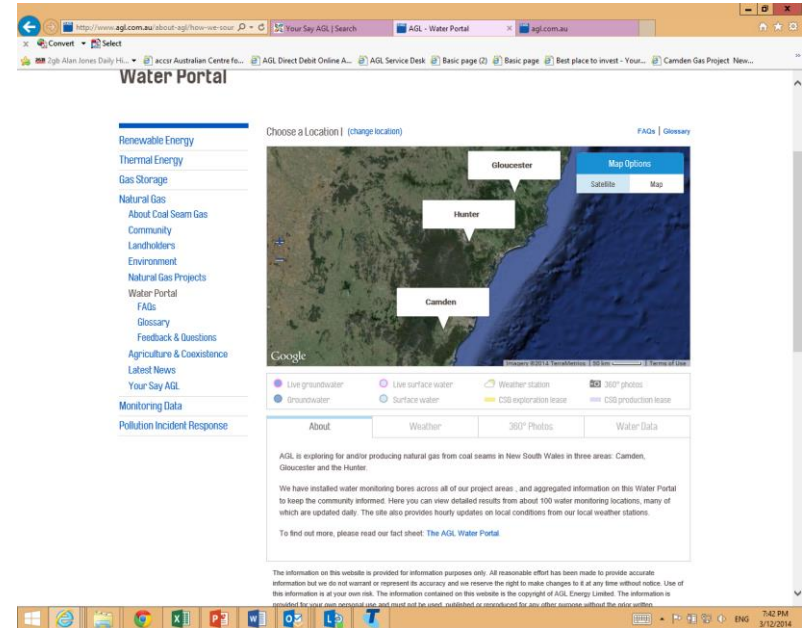 http://www.agl.com.au/about-agl/how-we-sour
Your Say AGL | Search
AGL - Water Portal
agl.com.au
x Convert Select
2gb Alan Jones Daily Hi...
accsr Australian Centre fo...
AGL Direct Debit Online A...
AGL Service Desk
Basic page (2)
Basic page
Best place to invest - Your...
Camden Gas Project New...
Water Portal
Choose a Location | (change location)
FAQs | Glossary
Renewable Energy
Thermal Energy
Gas Storage
Natural Gas
About Coal Seam Gas
Community
Landholders
Environment
Natural Gas Projects
Water Portal
FAQs
Glossary
Feedback & Questions
Agriculture & Coexistence
Latest News
Your Say AGL
Monitoring Data
Pollution Incident Response
Gloucester
Hunter
Camden
Map Options
Satellite Map
Google
Imagery ©2014 TerraMetrics 50 km Terms of Use
Live groundwater Live surface water Weather station 360° photos
Groundwater Surface water CSG exploration lease CSG production lease
About Weather 360° Photos Water Data
AGL is exploring for and/or producing natural gas from coal seams in New South Wales in three areas: Camden,
Gloucester and the Hunter.
We have installed water monitoring bores across all of our project areas , and aggregated information on this Water Portal
to keep the community informed. Here you can view detailed results from about 100 water monitoring locations, many of
which are updated daily. The site also provides hourly updates on local conditions from our local weather stations.
To find out more, please read our fact sheet: The AGL Water Portal.
The information on this website is provided for information purposes only. All reasonable effort has been made to provide accurate
information but we do not warrant or represent its accuracy and we reserve the right to make changes to it at any time without notice. Use of
this information is at your own risk. The information contained on this website is the copyright of AGL Energy Limited. The information is
provided for your own personal use and must not be used, published or reproduced for any other purpose without the prior written
ENG
7:42 PM
3/12/2014